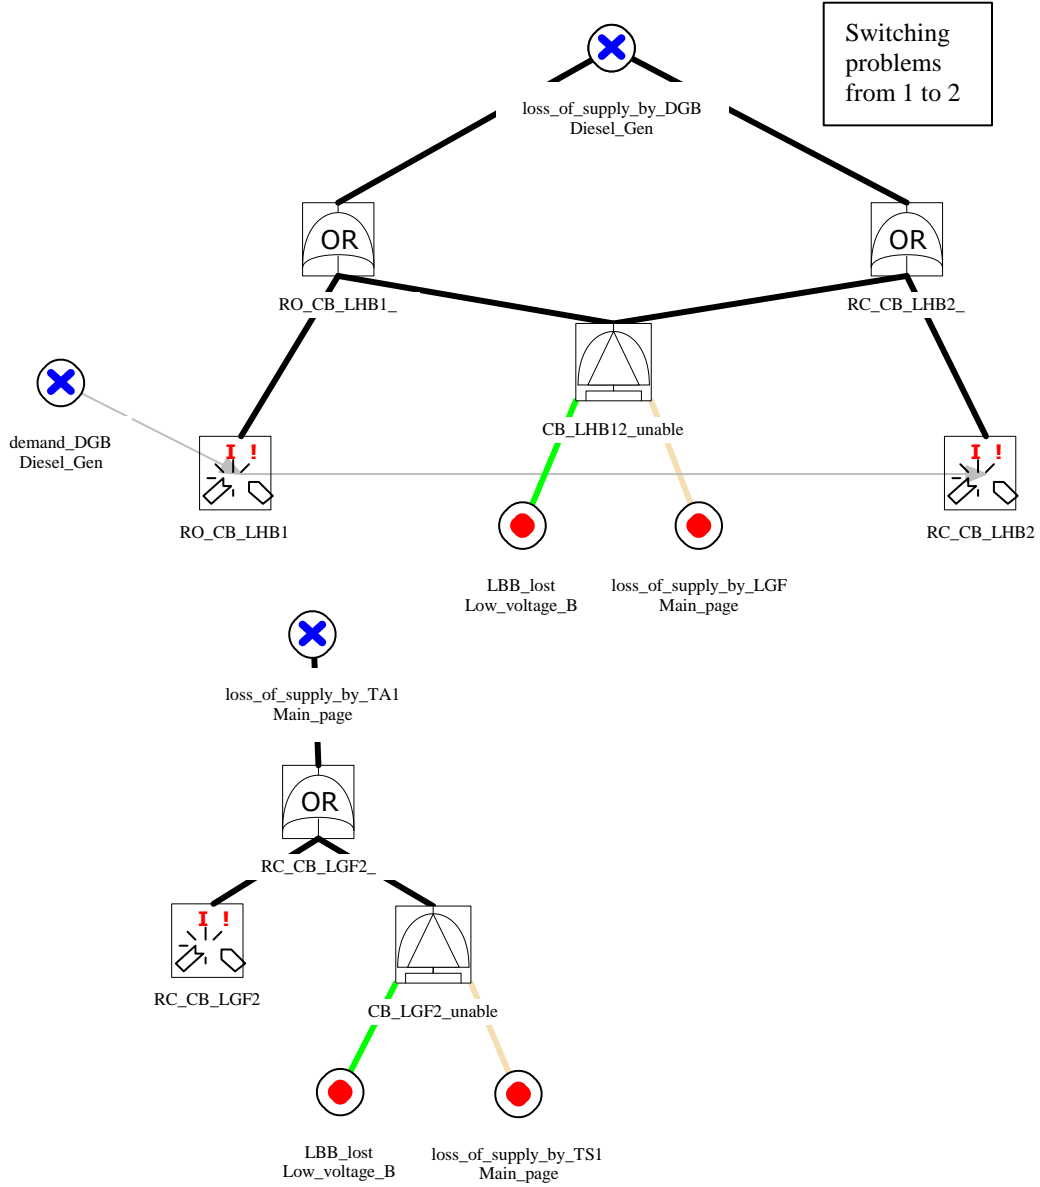 Switching
problems
from 1 to 2
loss_of_supply_by_DGB
Diesel_Gen
OR
OR
RO_CB_LHB1_
RC_CB_LHB2_
CB_LHB12_unable
demand_DGB
Diesel_Gen
I !
I !
RO_CB_LHB1
RC_CB_LHB2
LBB_lost
Low_voltage_B
loss_of_supply_by_LGF
Main_page
loss_of_supply_by_TA1
Main_page
OR
RC_CB_LGF2_
I !
RC_CB_LGF2
CB_LGF2_unable
LBB_lost
Low_voltage_B
loss_of_supply_by_TS1
Main_page